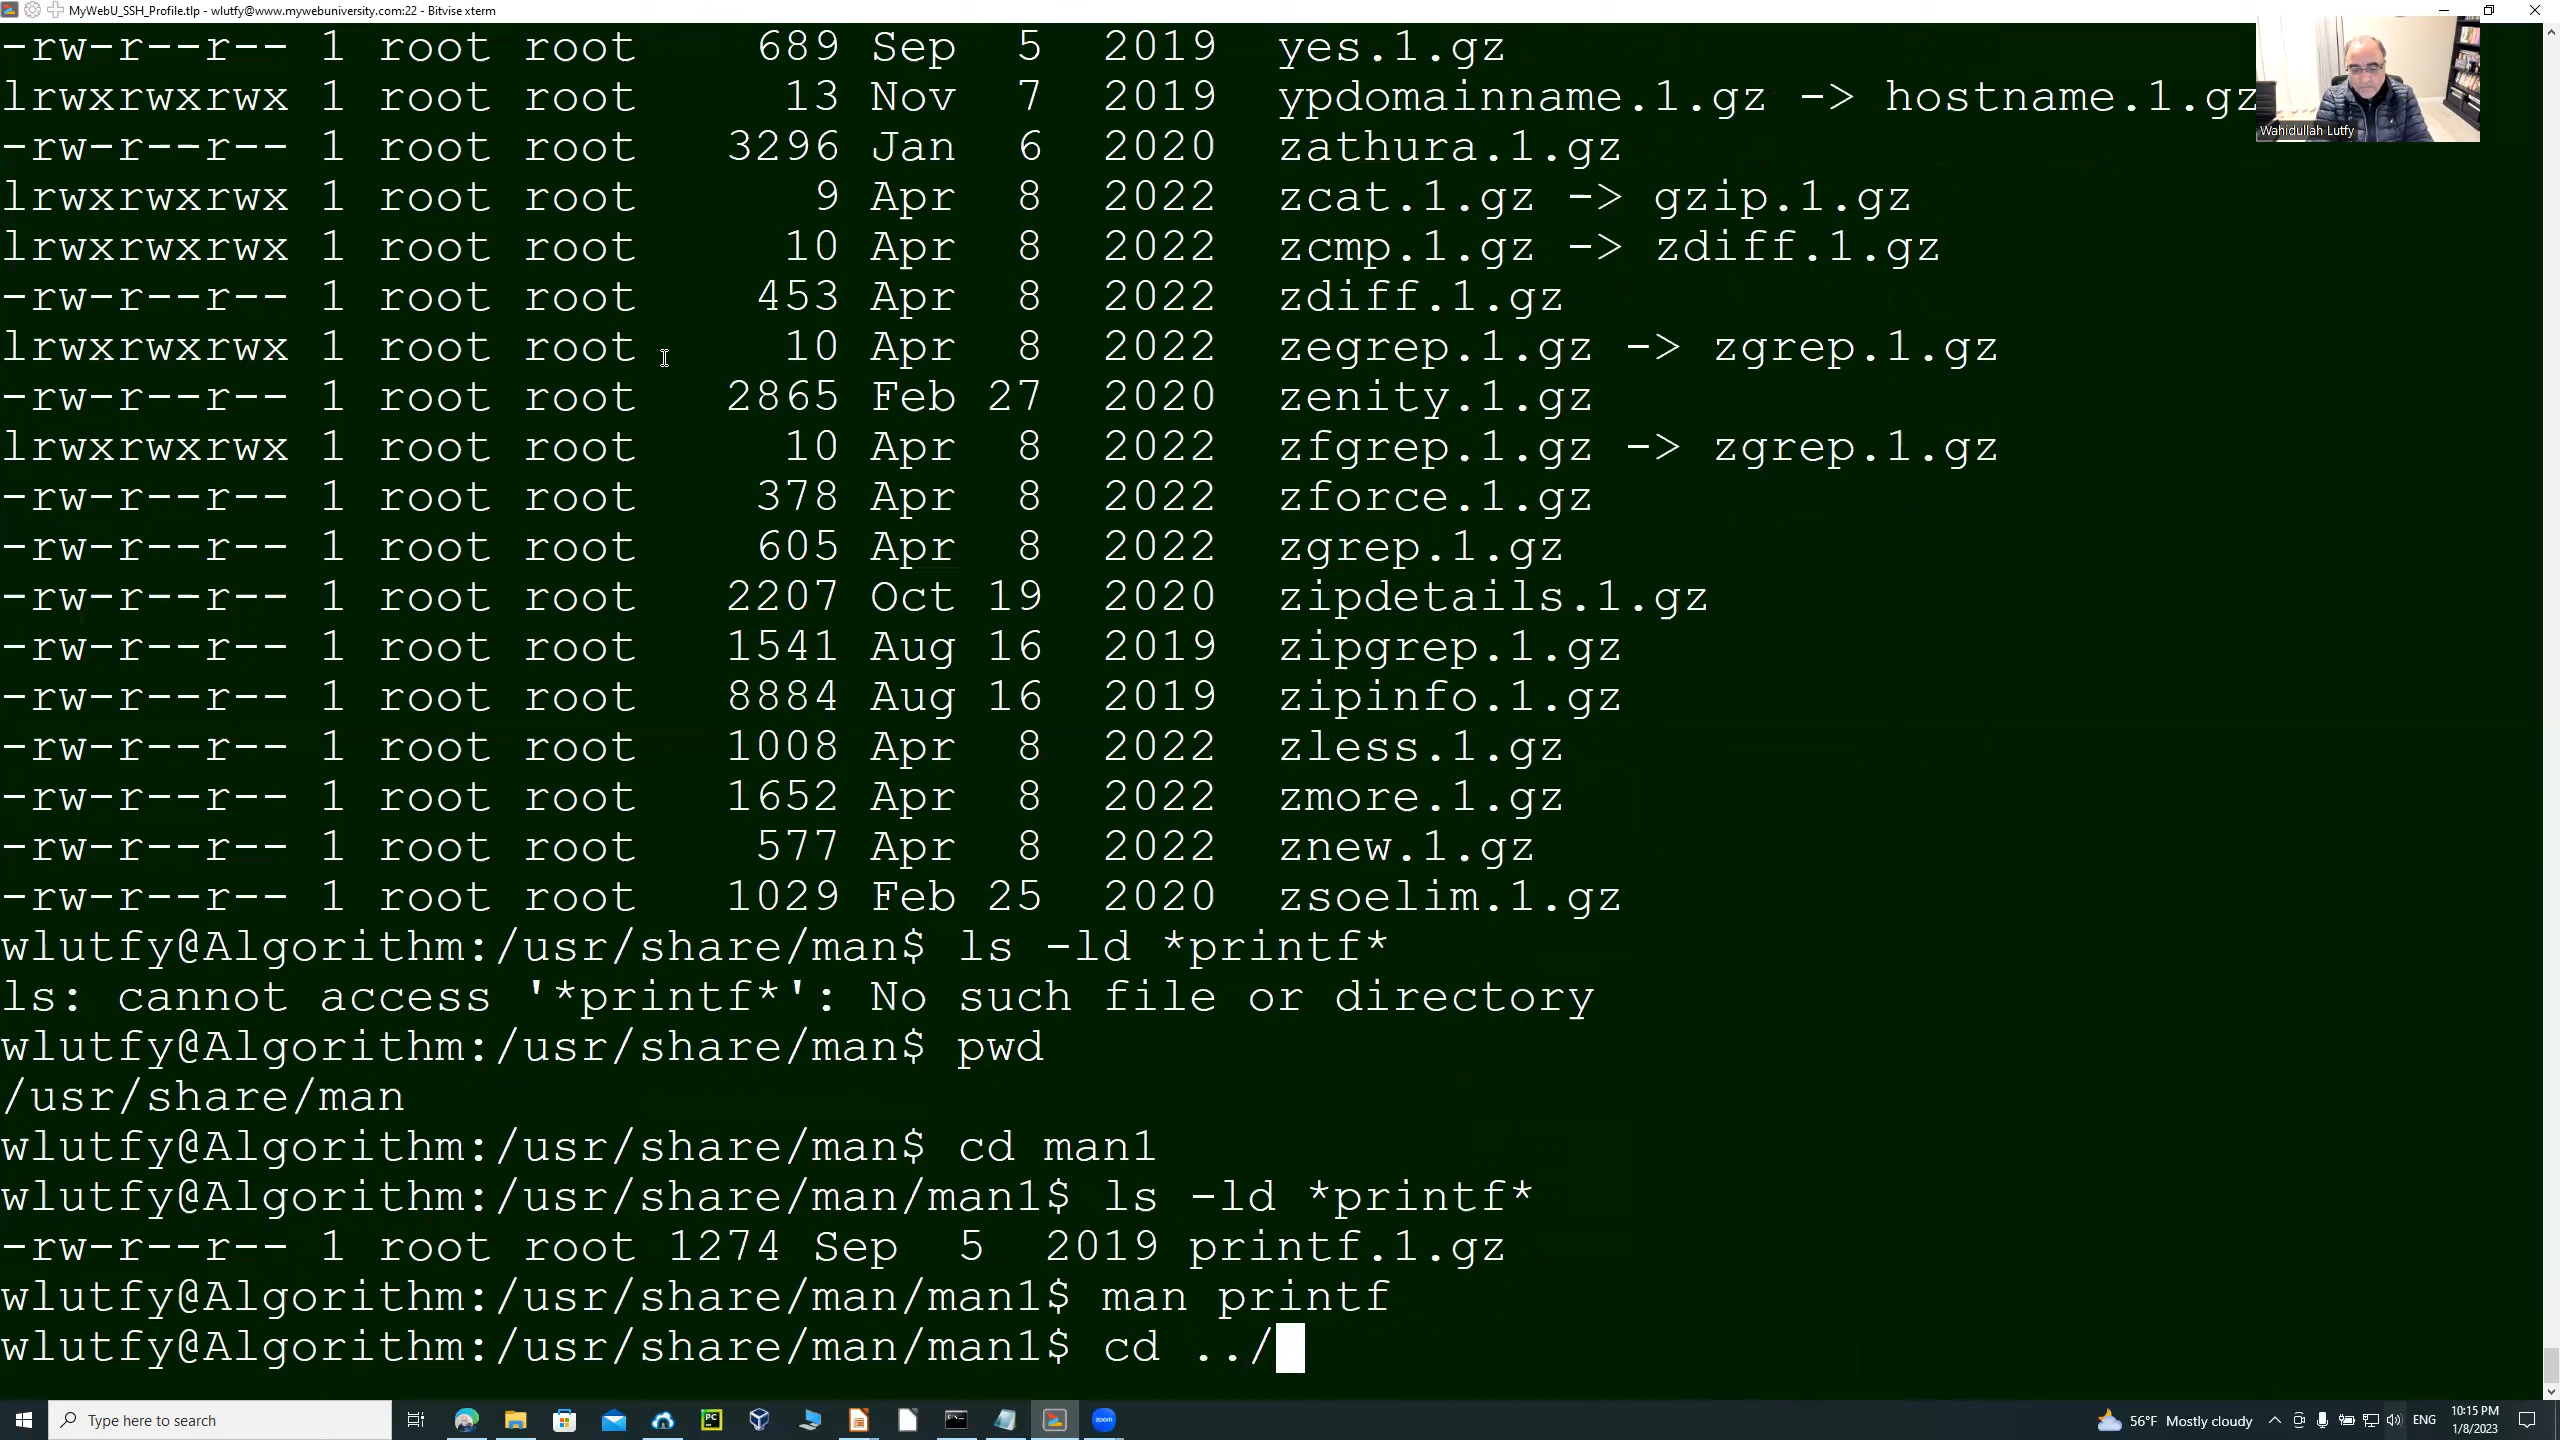 MyWebU_SSH_Profile.tlp - wlutfy@www.mywebuniversity.com:22 - Bitvise xterm
-rw-r--r-- 1 root root 689 Sep 5 2019 yes.1.gz
lrwxrwxrwx 1 root root 13 Nov 7 2019 ypdomainname.1.gz -> hostname.1.gz
-rw-r--r-- 1 root root 3296 Jan 6 2020 zathura.1.gz
lrwxrwxrwx 1 root root 9 Apr 8 2022 zcat.1.gz -> gzip.1.gz
lrwxrwxrwx 1 root root 10 Apr 8 2022 zcmp.1.gz -> zdiff.1.gz
-rw-r--r-- 1 root root 453 Apr 8 2022 zdiff.1.gz
lrwxrwxrwx 1 root root 10 Apr 8 2022 zegrep.1.gz -> zgrep.1.gz
-rw-r--r-- 1 root root 2865 Feb 27 2020 zenity.1.gz
lrwxrwxrwx 1 root root 10 Apr 8 2022 zfgrep.1.gz -> zgrep.1.gz
-rw-r--r-- 1 root root 378 Apr 8 2022 zforce.1.gz
-rw-r--r-- 1 root root 605 Apr 8 2022 zgrep.1.gz
-rw-r--r-- 1 root root 2207 Oct 19 2020 zipdetails.1.gz
-rw-r--r-- 1 root root 1541 Aug 16 2019 zipgrep.1.gz
-rw-r--r-- 1 root root 8884 Aug 16 2019 zipinfo.1.gz
-rw-r--r-- 1 root root 1008 Apr 8 2022 zless.1.gz
-rw-r--r-- 1 root root 1652 Apr 8 2022 zmore.1.gz
-rw-r--r-- 1 root root 577 Apr 8 2022 znew.1.gz
-rw-r--r-- 1 root root 1029 Feb 25 2020 zsoelim.1.gz
wlutfy@Algorithm:/usr/share/man$ ls -ld *printf*
ls: cannot access '*printf*': No such file or directory
wlutfy@Algorithm:/usr/share/man$ pwd
/usr/share/man
wlutfy@Algorithm:/usr/share/man$ cd man1
wlutfy@Algorithm:/usr/share/man/man1$ ls -ld *printf*
-rw-r--r-- 1 root root 1274 Sep 5 2019 printf.1.gz
wlutfy@Algorithm:/usr/share/man/man1$ man printf
wlutfy@Algorithm:/usr/share/man/man1$ cd ../
Wahidullah Lutfy
Type here to search
PC
zoom
56°F Mostly cloudy
ENG
10:15 PM
1/8/2023